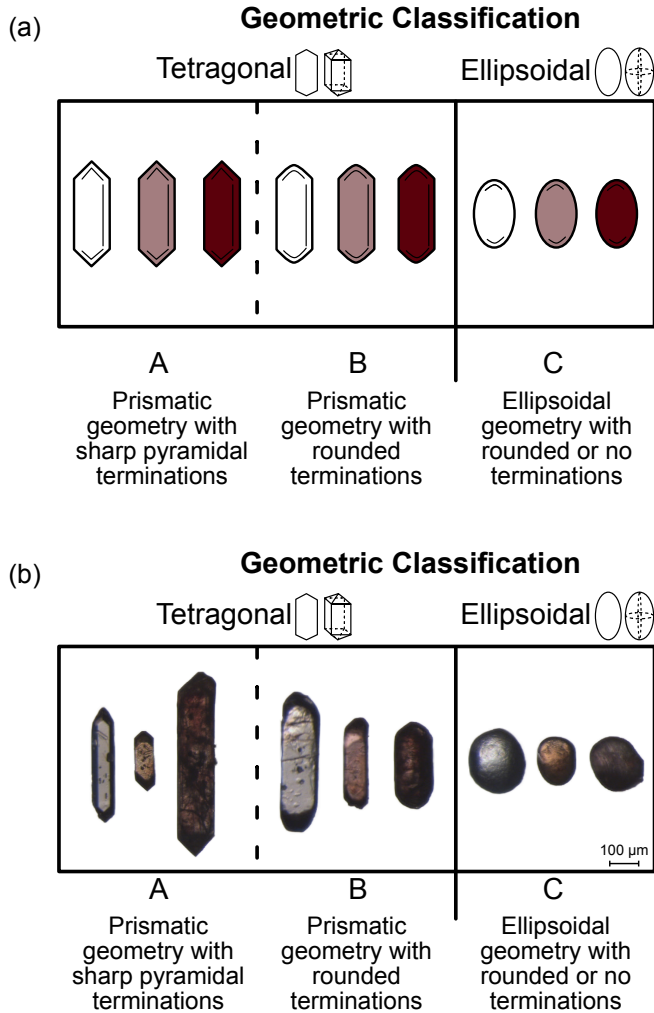 (a)
Geometric Classification
Tetragonal
Ellipsoidal
A
Prismatic
geometry with
sharp pyramidal
terminations
B
Prismatic
geometry with
rounded
terminations
C
Ellipsoidal
geometry with
rounded or no
terminations
(b)
Geometric Classification
Tetragonal
Ellipsoidal
100 µm
A
Prismatic
geometry with
sharp pyramidal
terminations
B
Prismatic
geometry with
rounded
terminations
C
Ellipsoidal
geometry with
rounded or no
terminations